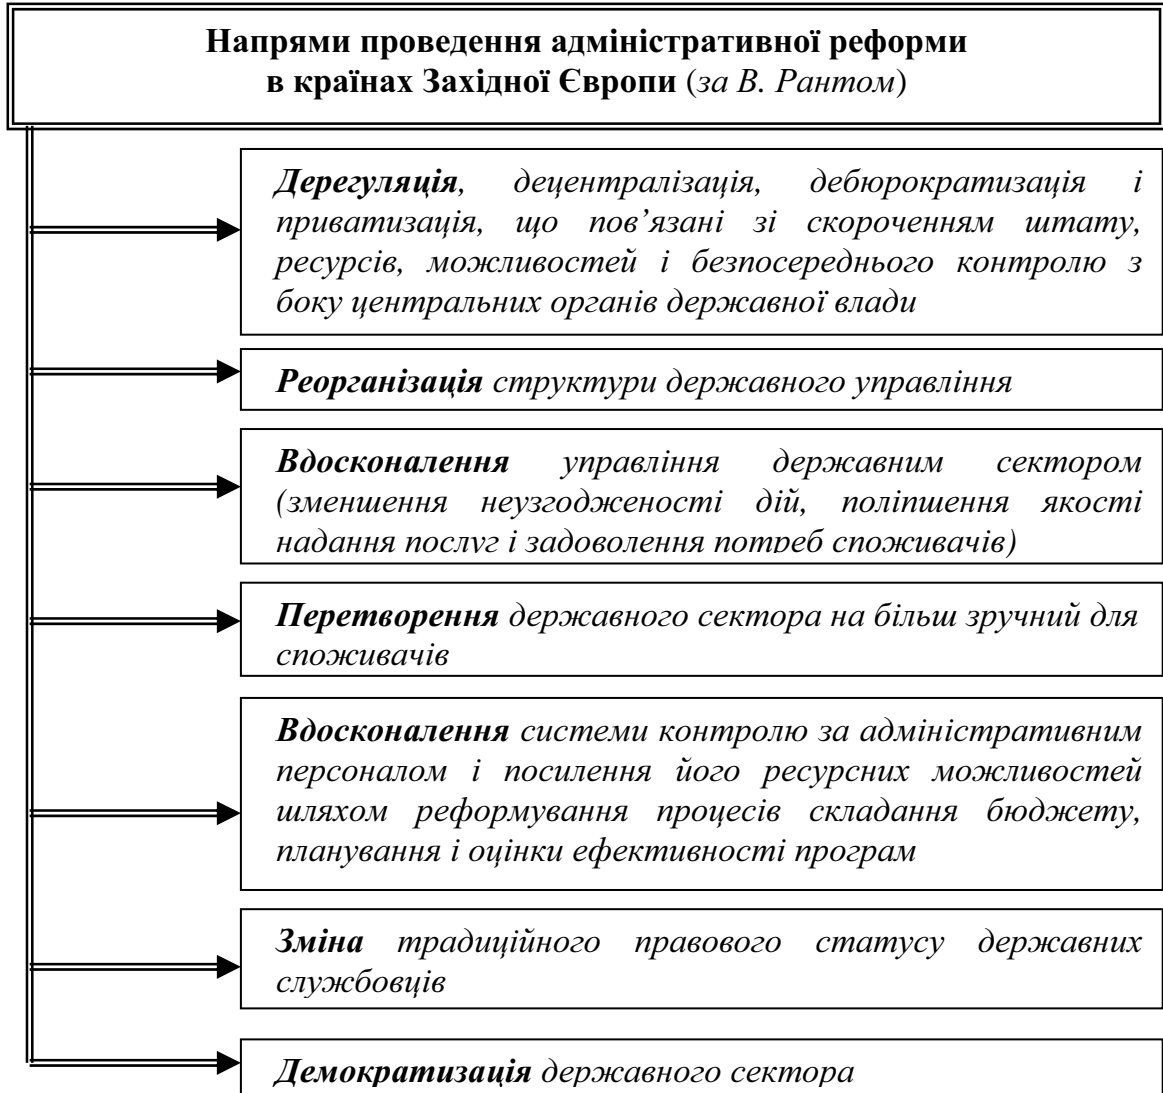 Напрями проведення адміністративної реформи
в країнах Західної Європи (за В. Рантом)
Дерегуляція, децентралізація, дебюрократизація і
приватизація, що пов’язані зі скороченням штату,
ресурсів, можливостей і безпосереднього контролю з
боку центральних органів державної влади
Реорганізація структури державного управління
Вдосконалення управління державним сектором
(зменшення неузгодженості дій, поліпшення якості
надання послуг і задоволення потреб споживачів)
Перетворення державного сектора на більш зручний для
споживачів
Вдосконалення системи контролю за адміністративним
персоналом і посилення його ресурсних можливостей
шляхом реформування процесів складання бюджету,
планування і оцінки ефективності програм
Зміна традиційного правового статусу державних
службовців
Демократизація державного сектора